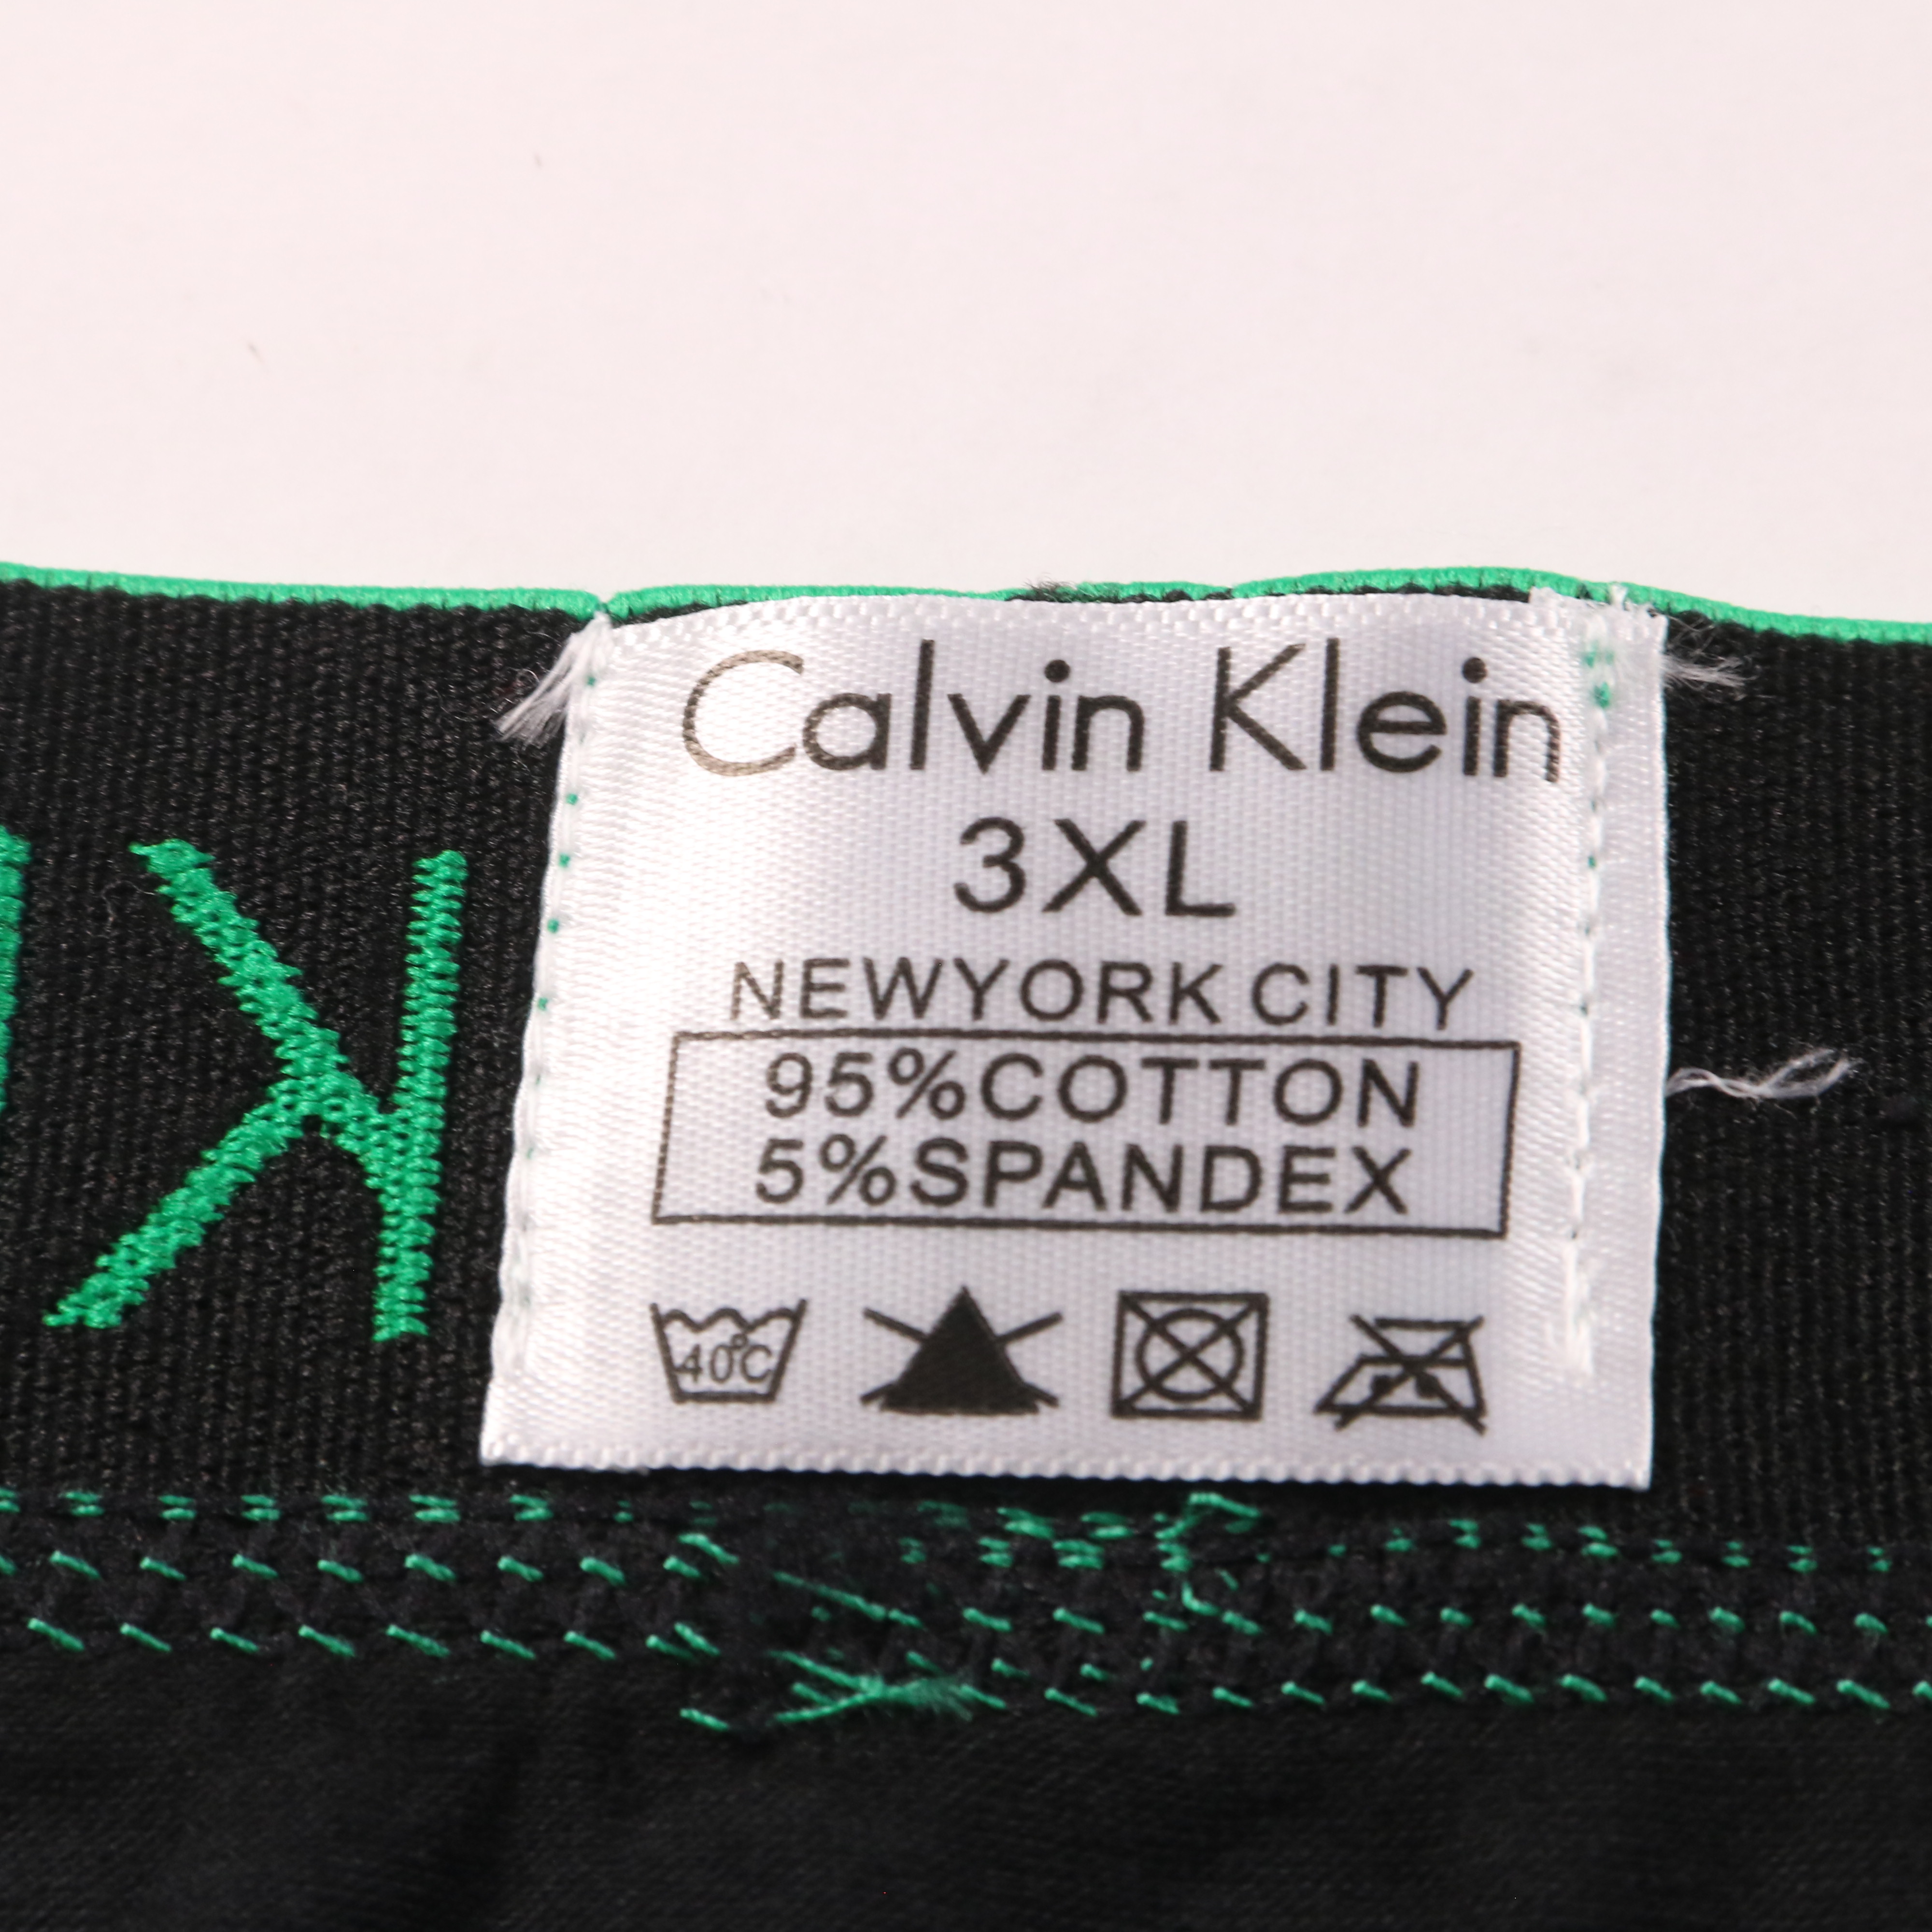 Calvin Klein
3XL
NEWYORK CITY
95%COTTON
5%SPANDEX
40°C